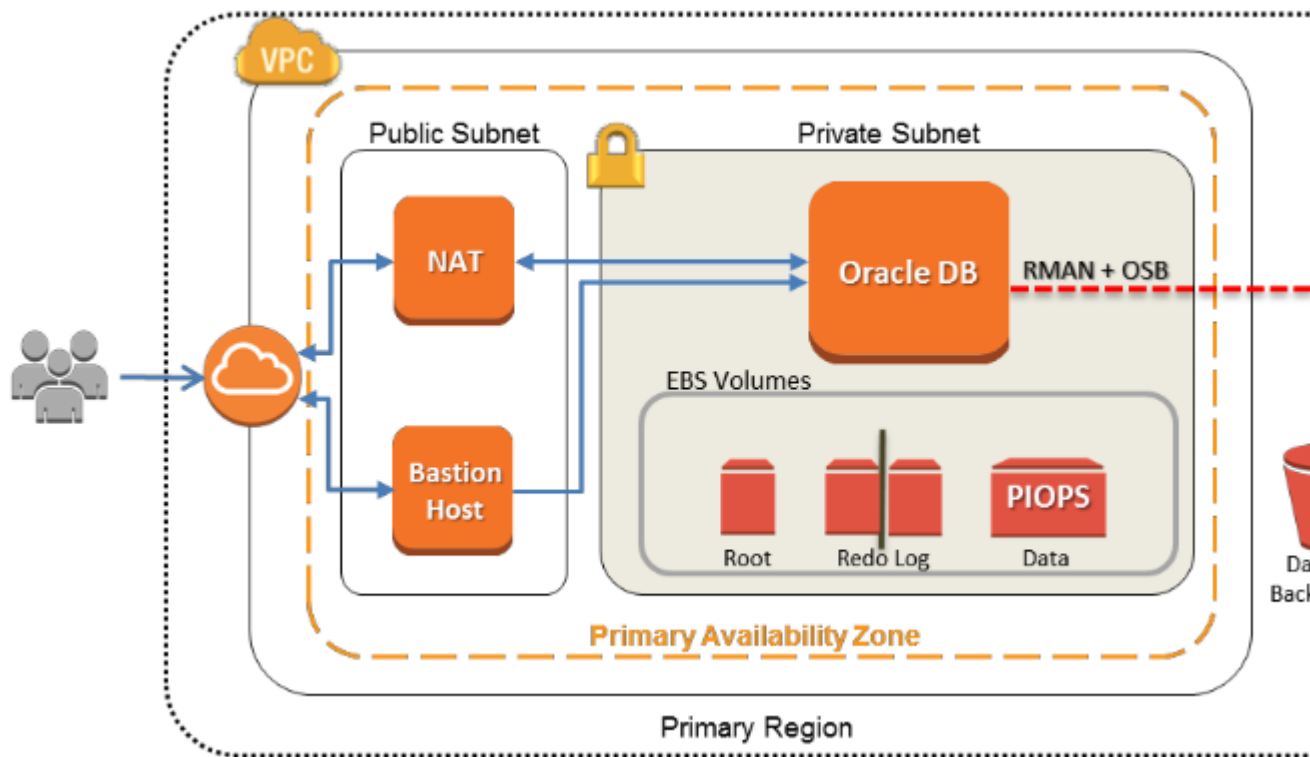 VPC
Public Subnet
Private Subnet
NAT
Oracle DB
RMAN + OSB
Bastion
Host
EBS Volumes
PIOPS
Root
Redo Log
Data
Primary Availability Zone
Primary Region